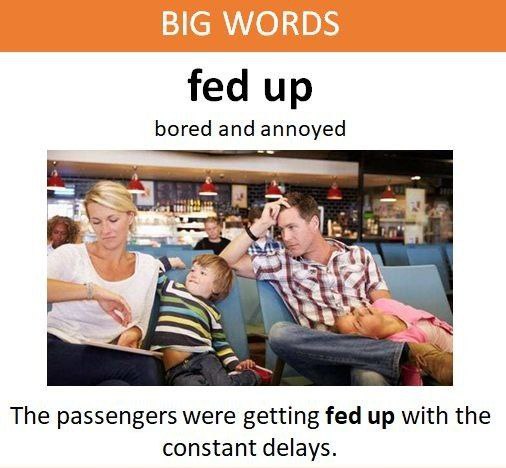 BIG WORDS
fed up
bored and annoyed
The passengers were getting fed up with the
constant delays.